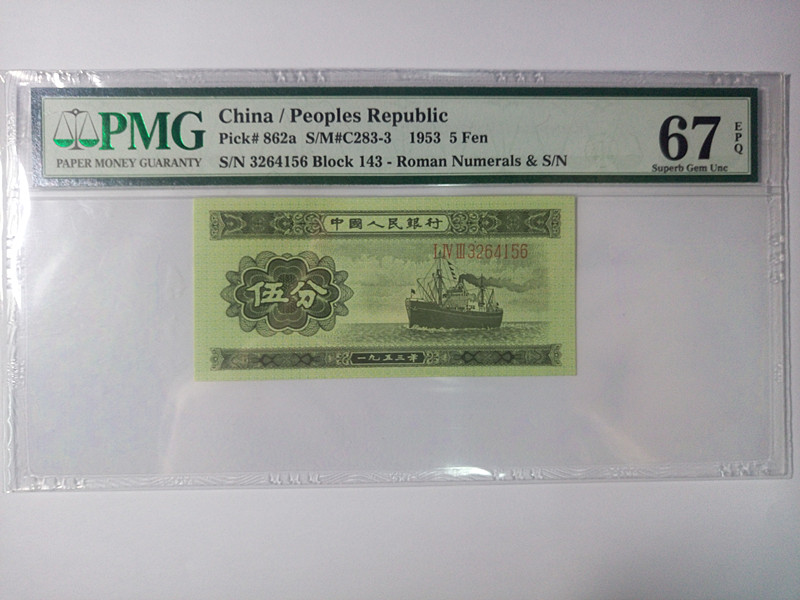 PMG
PAPER MONEY GUARANTY
China / Peoples Republic
Pick# 862a S/M#C283-3 1953 5 Fen
S/N 3264156 Block 143 - Roman Numerals & S/N
67
EPQ
Superb Gem Unc
中國人民銀行
I IV III 3264156
伍分
一九五三年